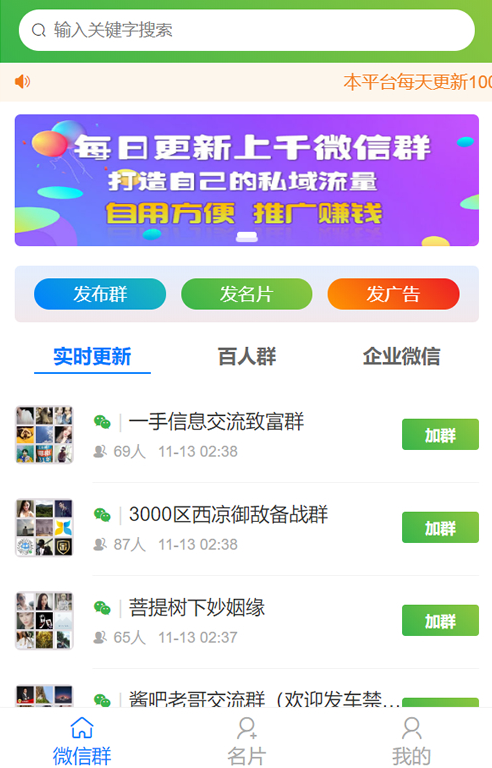 输入关键字搜索
本平台每天更新100
每日更新上千微信群
打造自己的私域流量
自用方便 推广赚钱
发布群 发名片 发广告
实时更新 百人群 企业微信
一手信息交流致富群
69人 11-13 02:38
加群
3000区西凉御敌备战群
87人 11-13 02:38
加群
菩提树下妙姻缘
65人 11-13 02:37
加群
酱吧老哥交流群（欢迎发车禁...
微信群 名片 我的